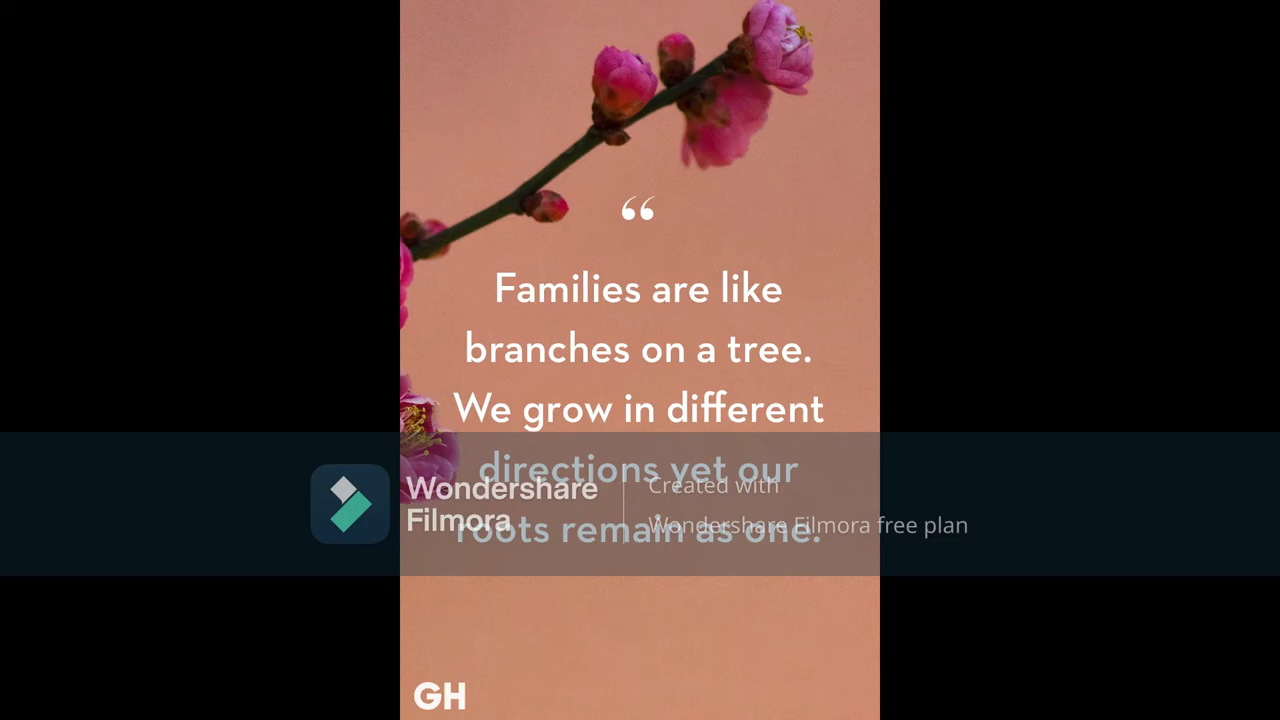 “
Families are like
branches on a tree.
We grow in different
directions yet our
roots remain as one.
Wondershare
Filmora
Created with
Wondershare Filmora free plan
GH